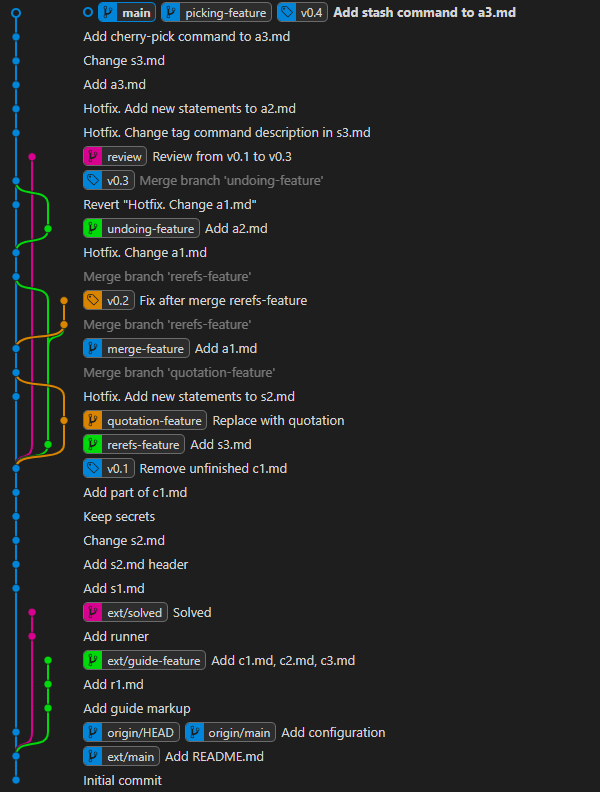 main picking-feature v0.4 Add stash command to a3.md
Add cherry-pick command to a3.md
Change s3.md
Add a3.md
Hotfix. Add new statements to a2.md
Hotfix. Change tag command description in s3.md
review Review from v0.1 to v0.3
v0.3 Merge branch 'undoing-feature'
Revert "Hotfix. Change a1.md"
undoing-feature Add a2.md
Hotfix. Change a1.md
Merge branch 'rerefs-feature'
v0.2 Fix after merge rerefs-feature
Merge branch 'rerefs-feature'
merge-feature Add a1.md
Merge branch 'quotation-feature'
Hotfix. Add new statements to s2.md
quotation-feature Replace with quotation
rerefs-feature Add s3.md
v0.1 Remove unfinished c1.md
Add part of c1.md
Keep secrets
Change s2.md
Add s2.md header
Add s1.md
ext/solved Solved
Add runner
ext/guide-feature Add c1.md, c2.md, c3.md
Add r1.md
Add guide markup
origin/HEAD origin/main Add configuration
ext/main Add README.md
Initial commit